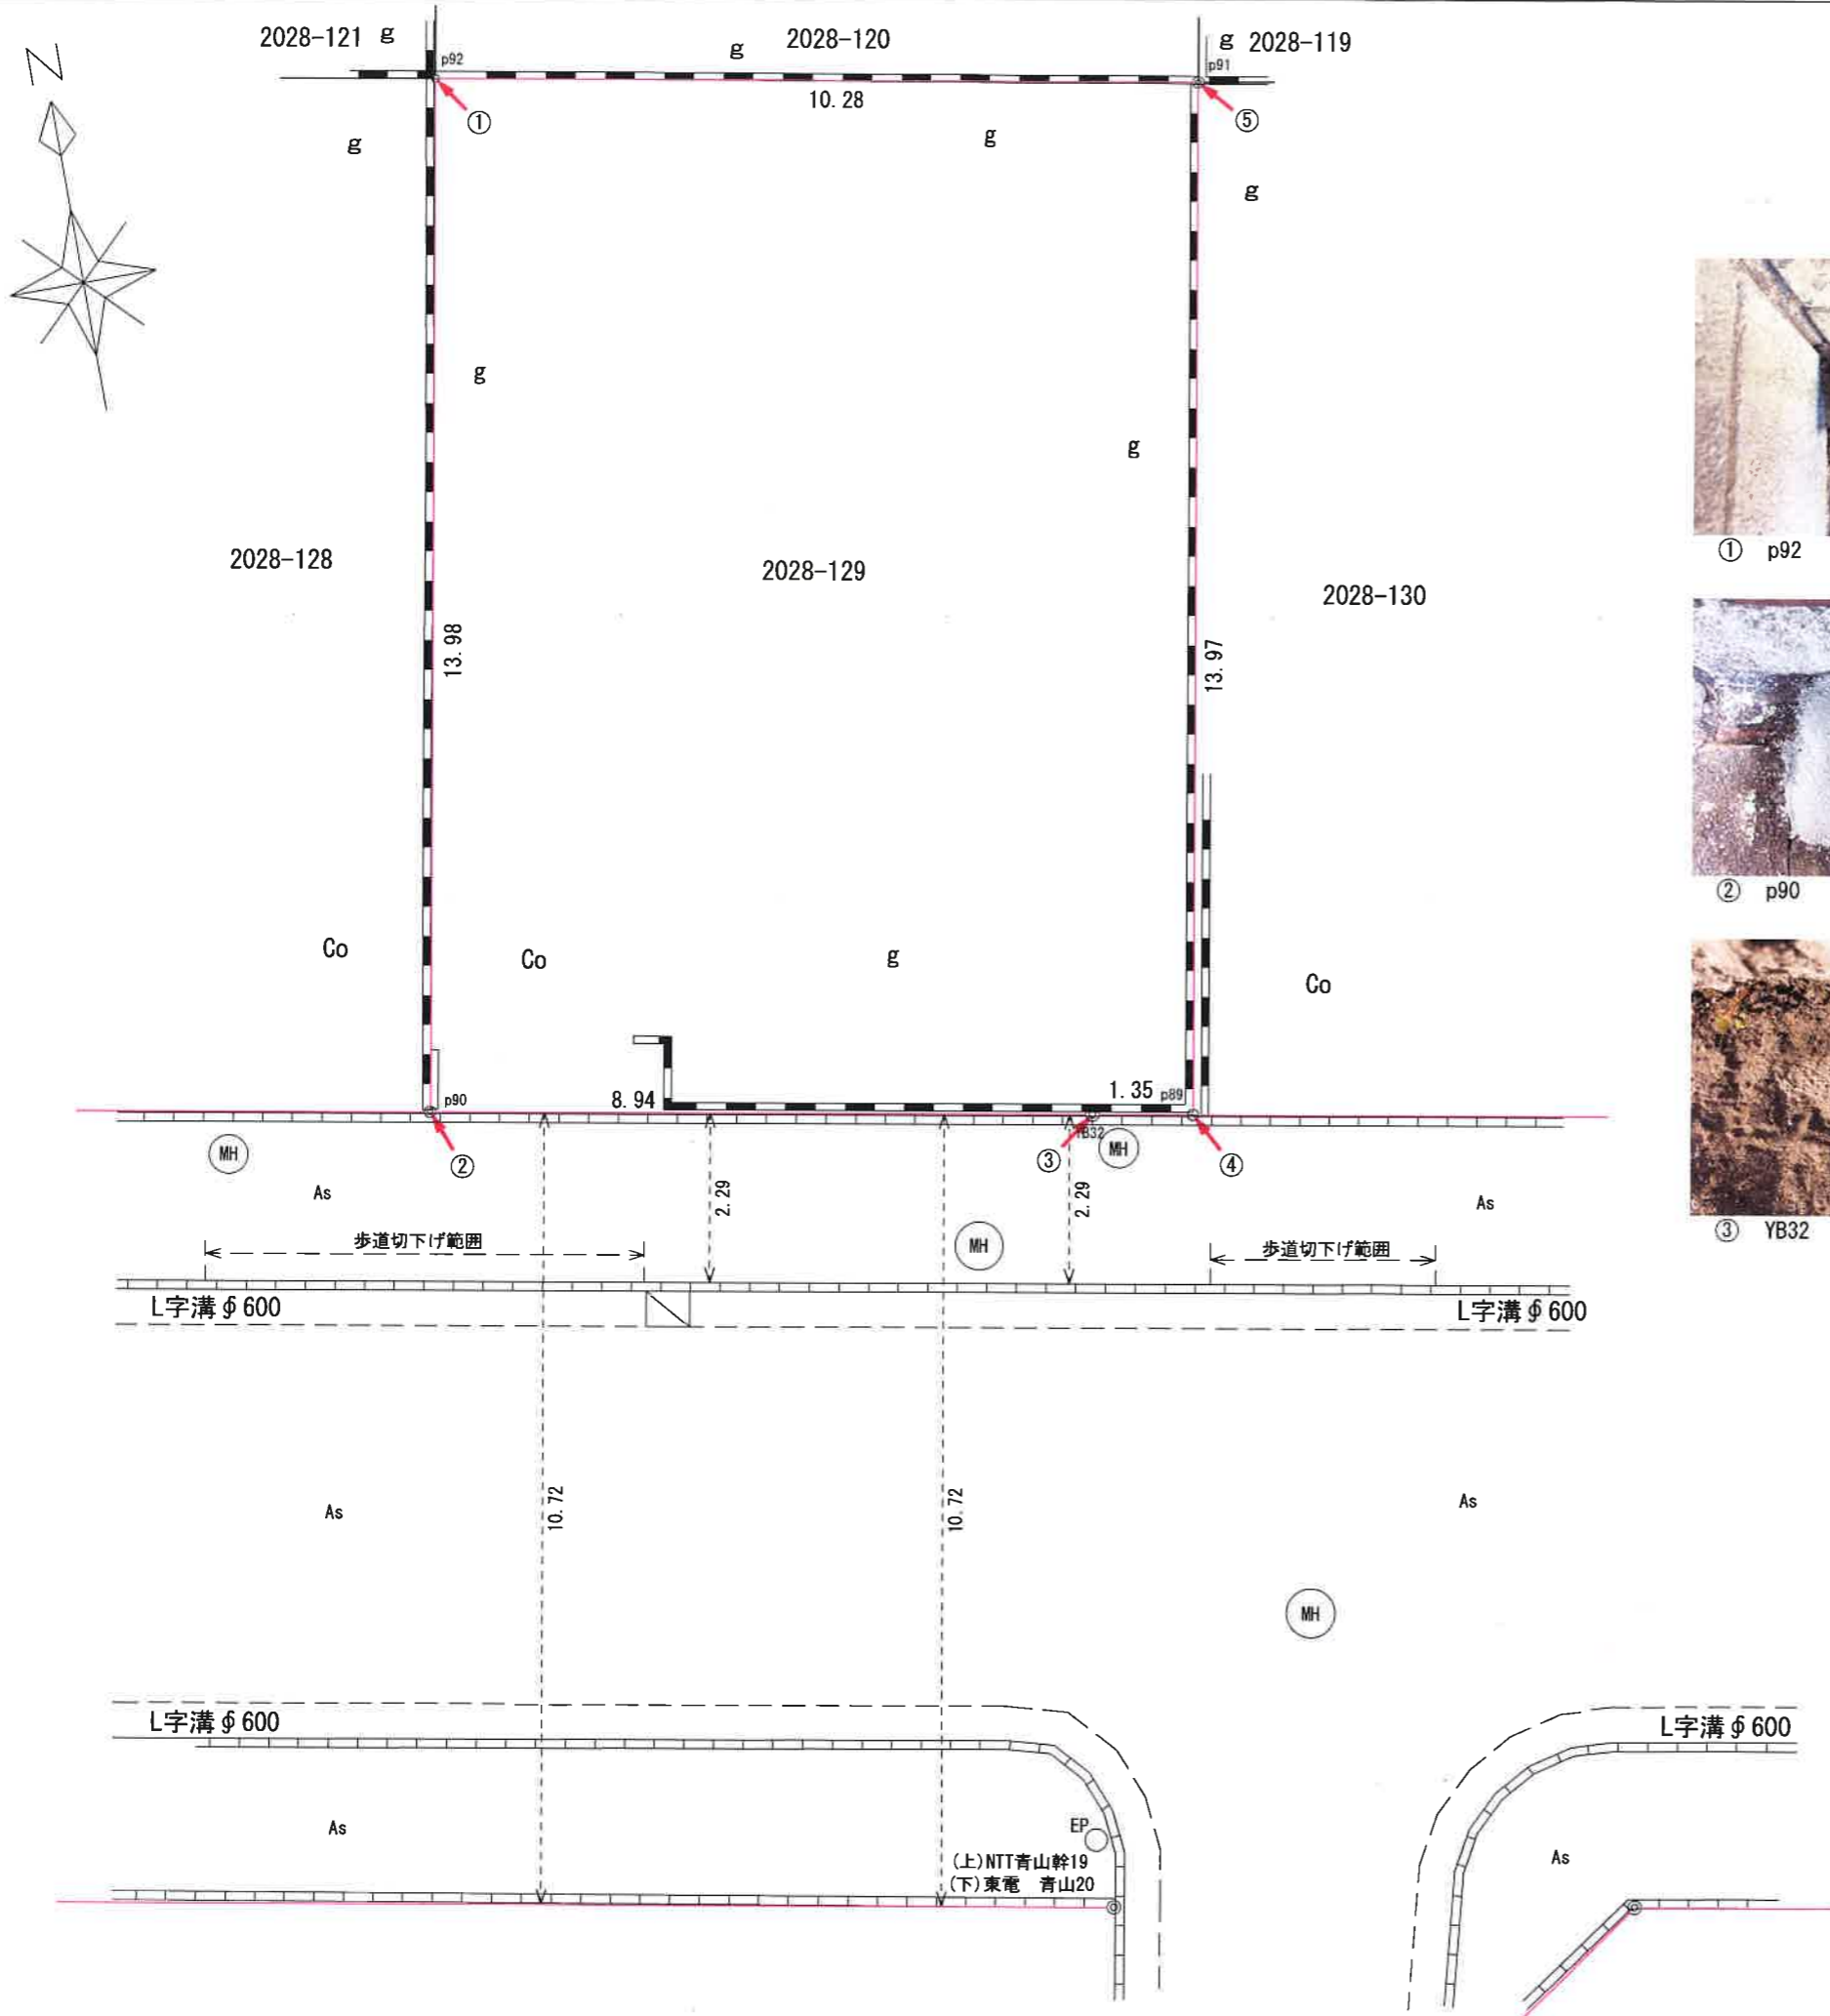 N
2028-121
g
g
2028-120
g
2028-119
p92
p91
10.28
①
⑤
g
g
g
g
g
① p92
2028-128
2028-129
2028-130
13.98
13.97
② p90
Co
Co
g
Co
8.94
1.35
p89
p90
YB32
MH
②
③
MH
④
As
2.29
2.29
As
③ YB32
歩道切下げ範囲
MH
歩道切下げ範囲
L字溝∮600
L字溝∮600
As
10.72
10.72
As
MH
L字溝∮600
L字溝∮600
As
EP
(上)NTT青山幹19
(下)東電 青山20
As